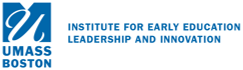 UMASS
BOSTON
INSTITUTE FOR EARLY EDUCATION
LEADERSHIP AND INNOVATION